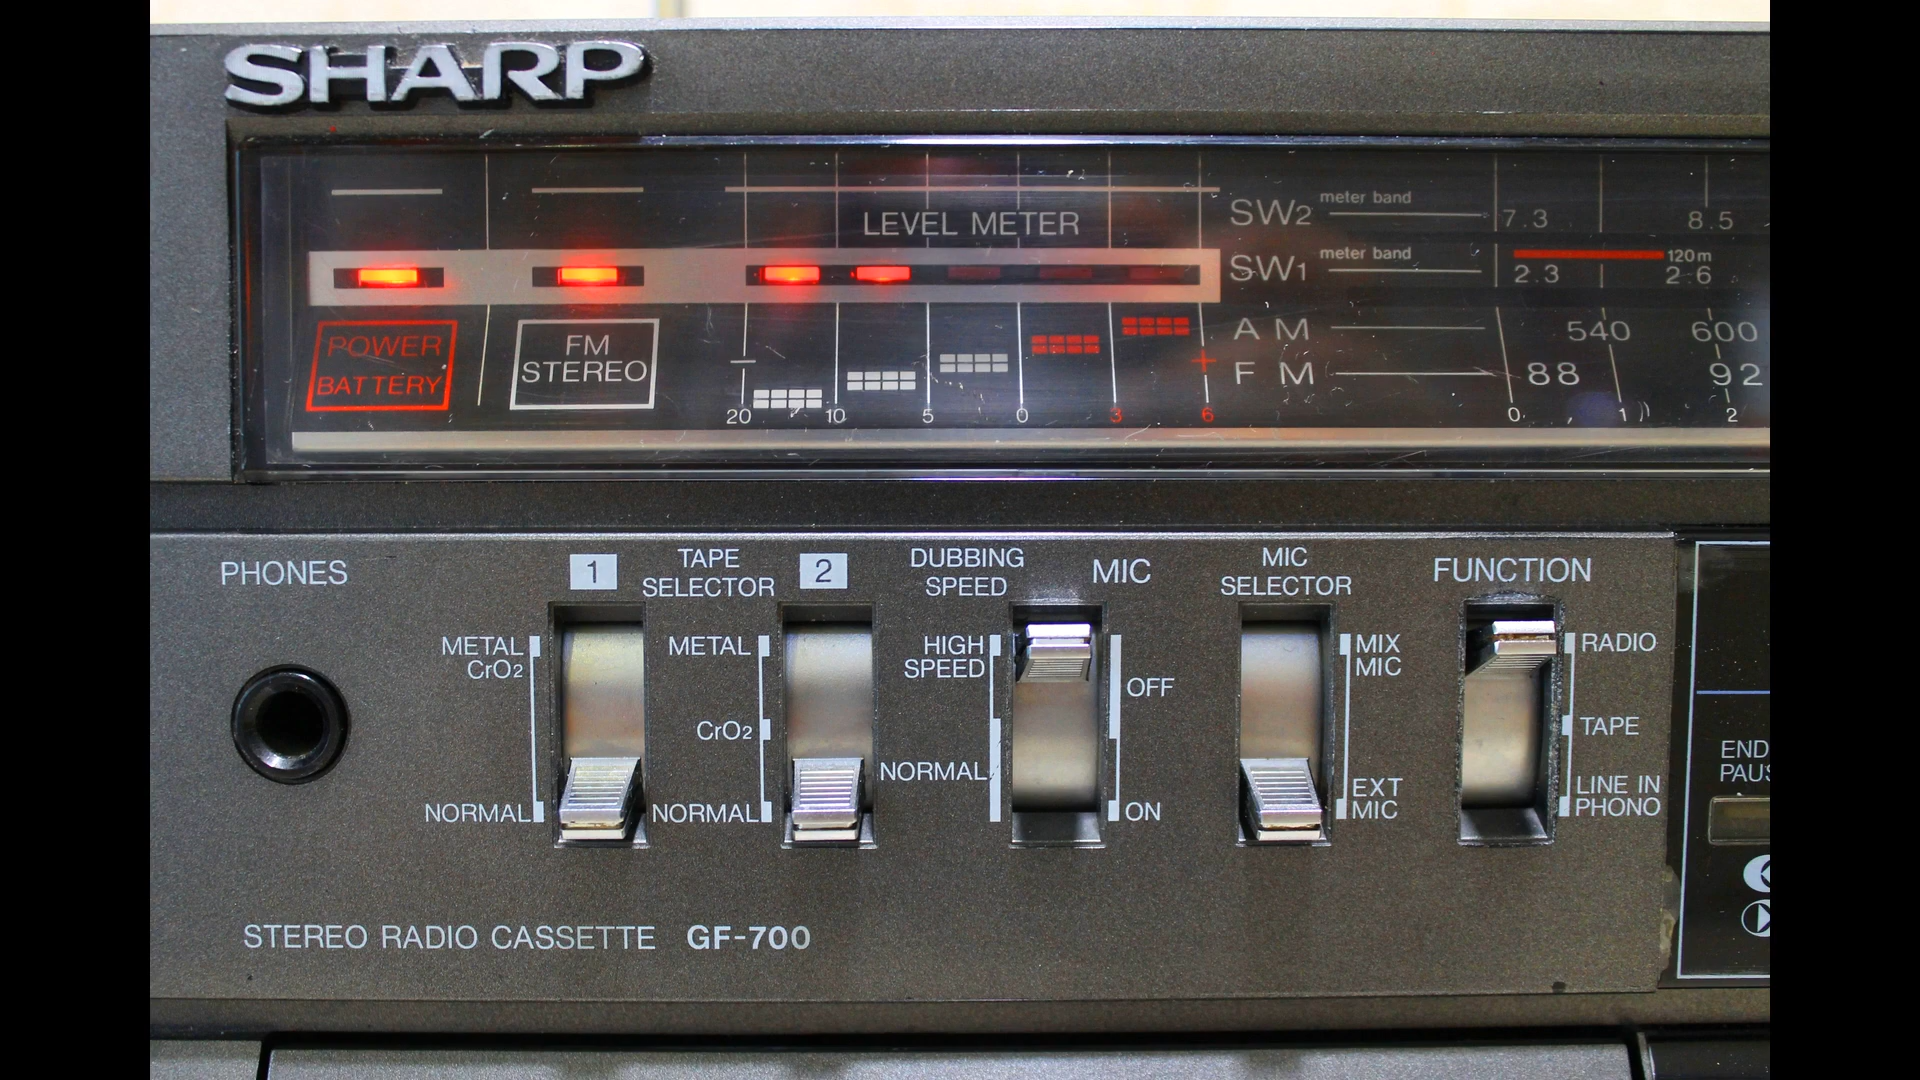 SHARP
LEVEL METER
SW2 meter band 7.3 8.5
SW1 meter band 120m
2.3 2.6
POWER
BATTERY
FM
STEREO
AM 540 600
FM 88 92
20 10 5 0 3 6
0 1 2
PHONES
1
TAPE
SELECTOR
2
DUBBING
SPEED
MIC
MIC
SELECTOR
FUNCTION
METAL
CrO2
NORMAL
METAL
CrO2
NORMAL
HIGH
SPEED
NORMAL
OFF
ON
MIX
MIC
EXT
MIC
RADIO
TAPE
LINE IN
PHONO
END
STEREO RADIO CASSETTE GF-700